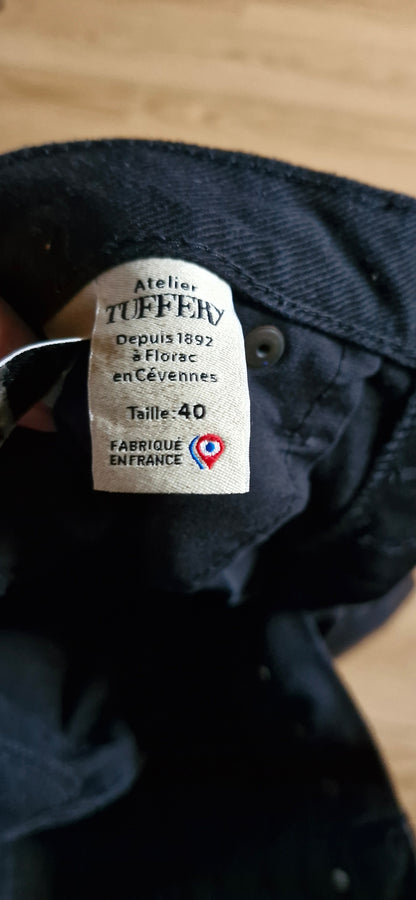 Atelier
TUFFERY
Depuis 1892
à Florac
en Cévennes
Taille: 40
FABRIQUÉ
EN FRANCE